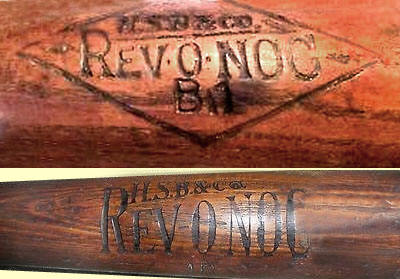 H.S.B.& CO.
REV-O-NOC
B1
H.S.B.& Co.
REV-O-NOC